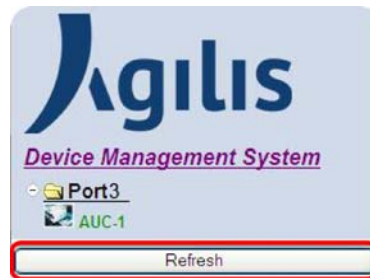 Agilis
Device Management System
Port3
AUC-1
Refresh